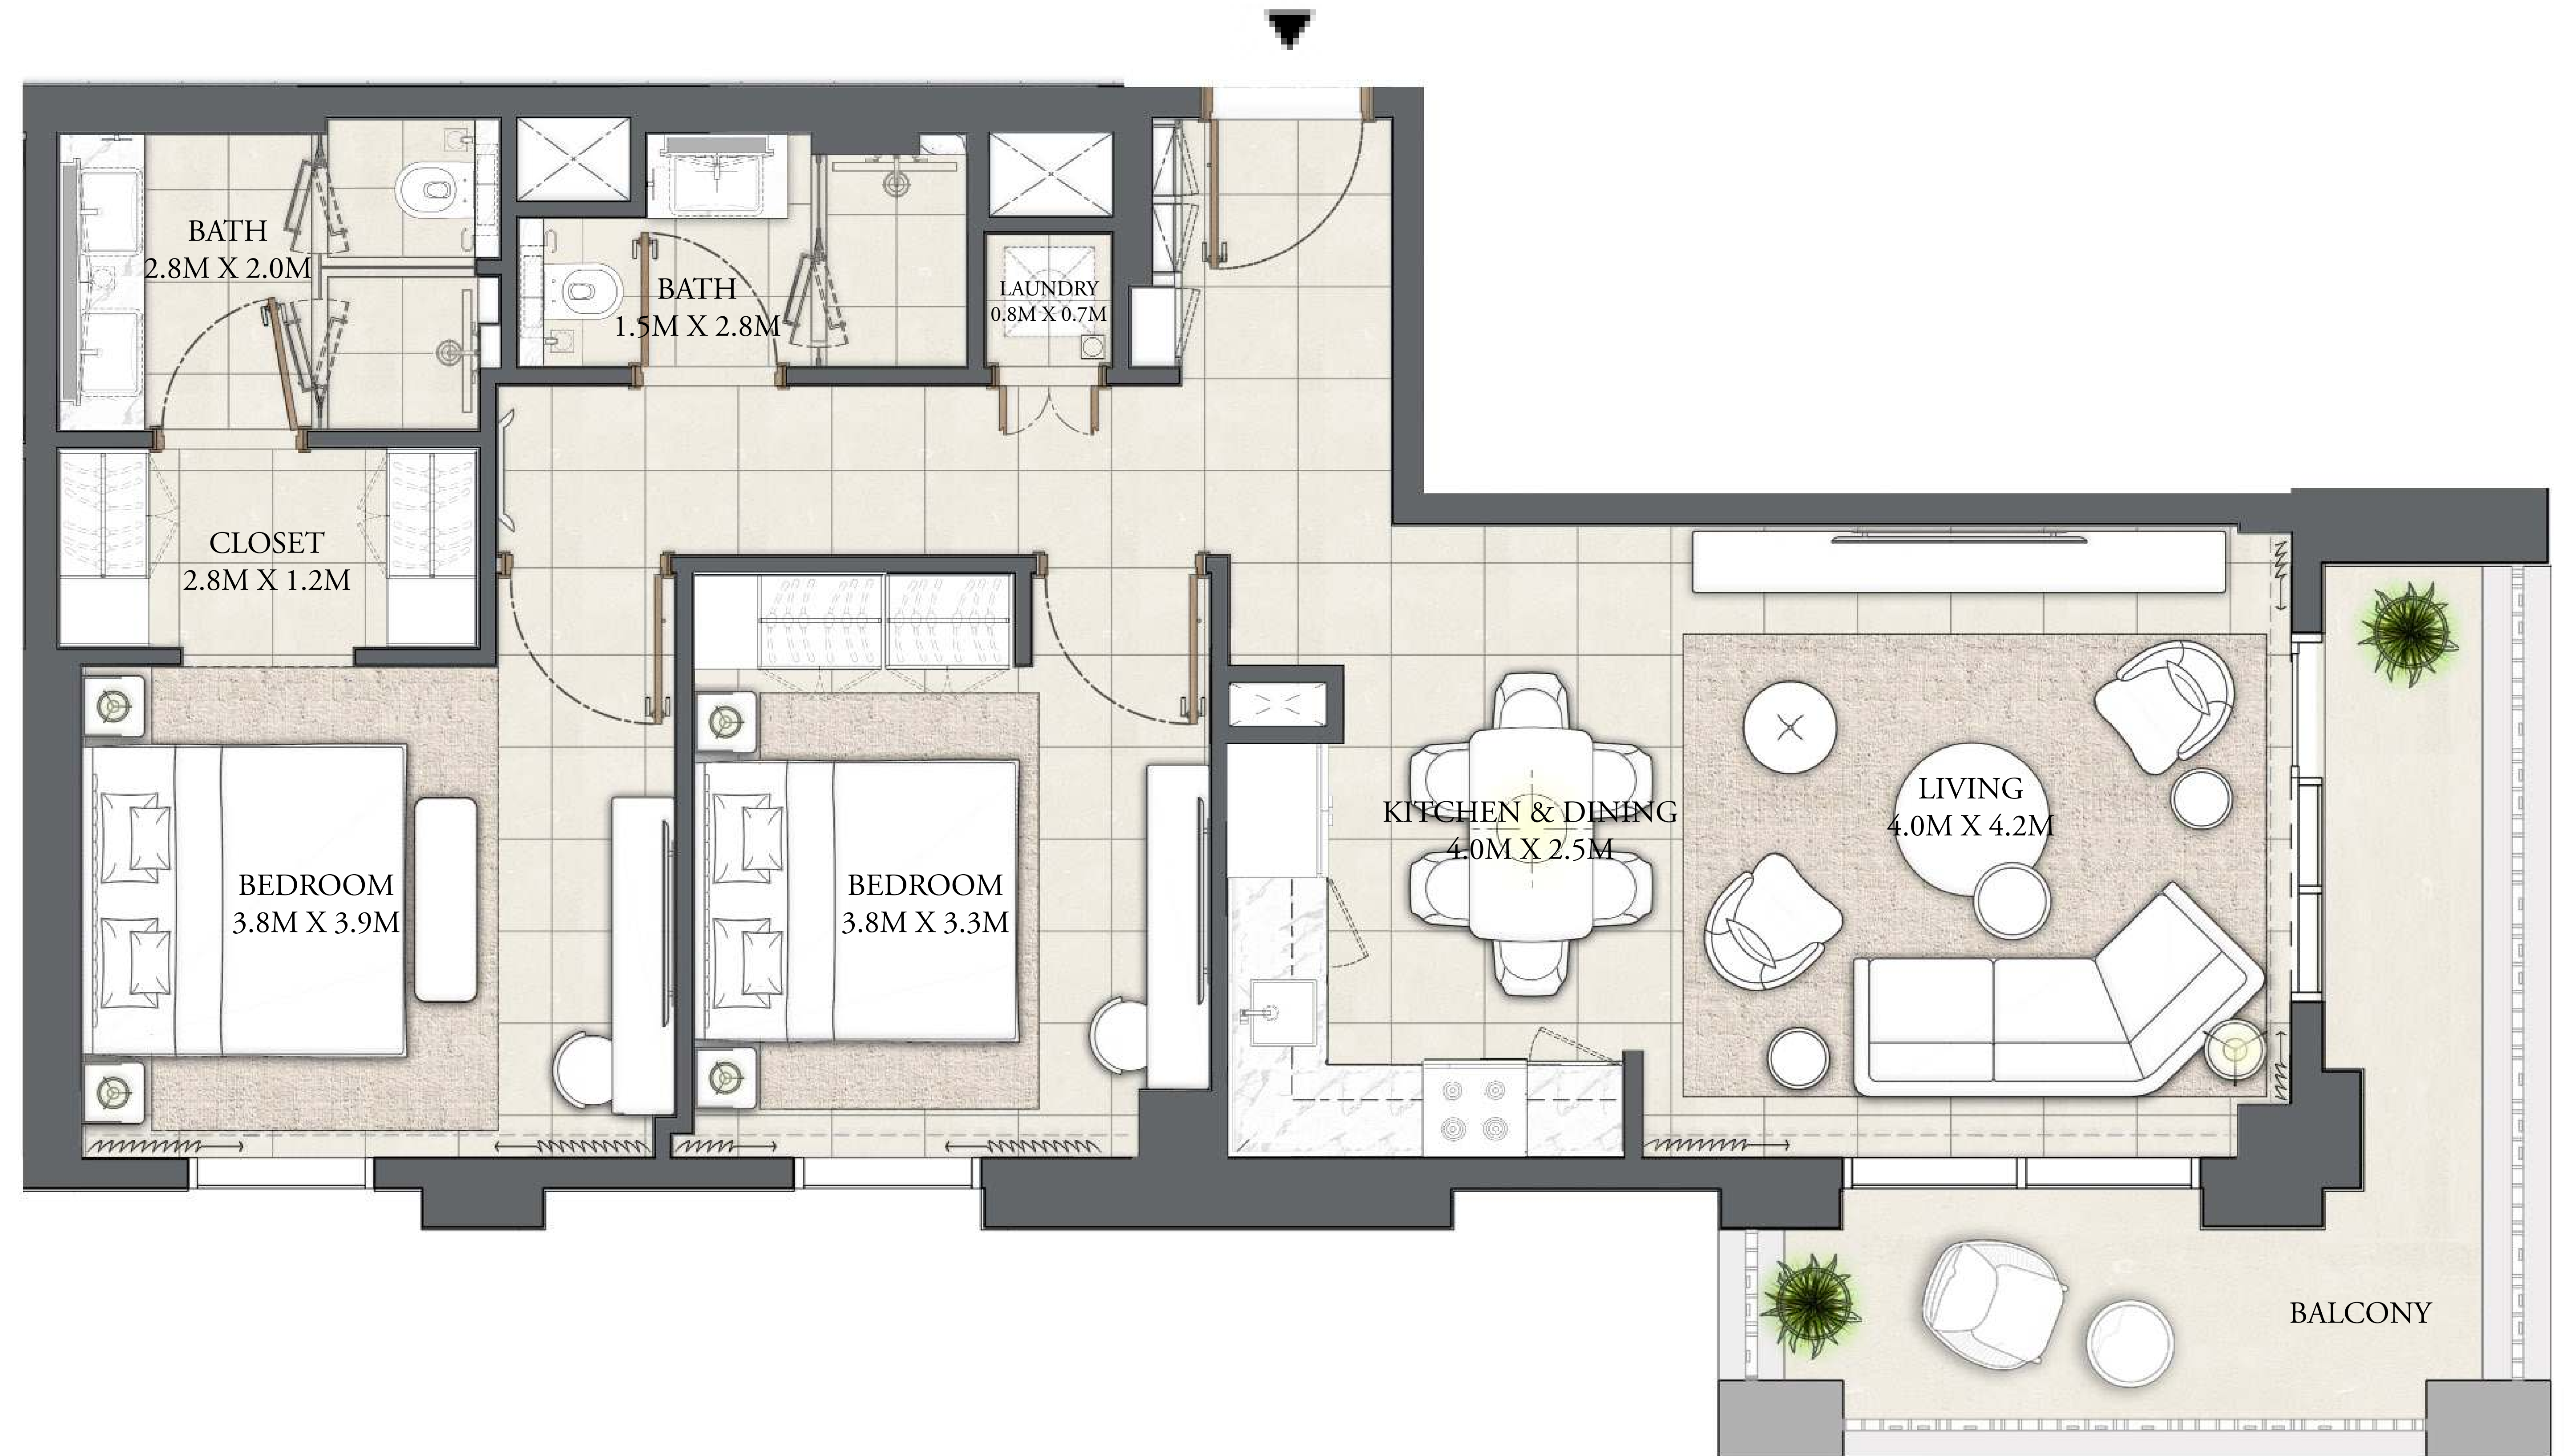 BATH
2.8M X 2.0M
BATH
1.5M X 2.8M
LAUNDRY
0.8M X 0.7M
CLOSET
2.8M X 1.2M
BEDROOM
3.8M X 3.9M
BEDROOM
3.8M X 3.3M
KITCHEN & DINING
4.0M X 2.5M
LIVING
4.0M X 4.2M
BALCONY